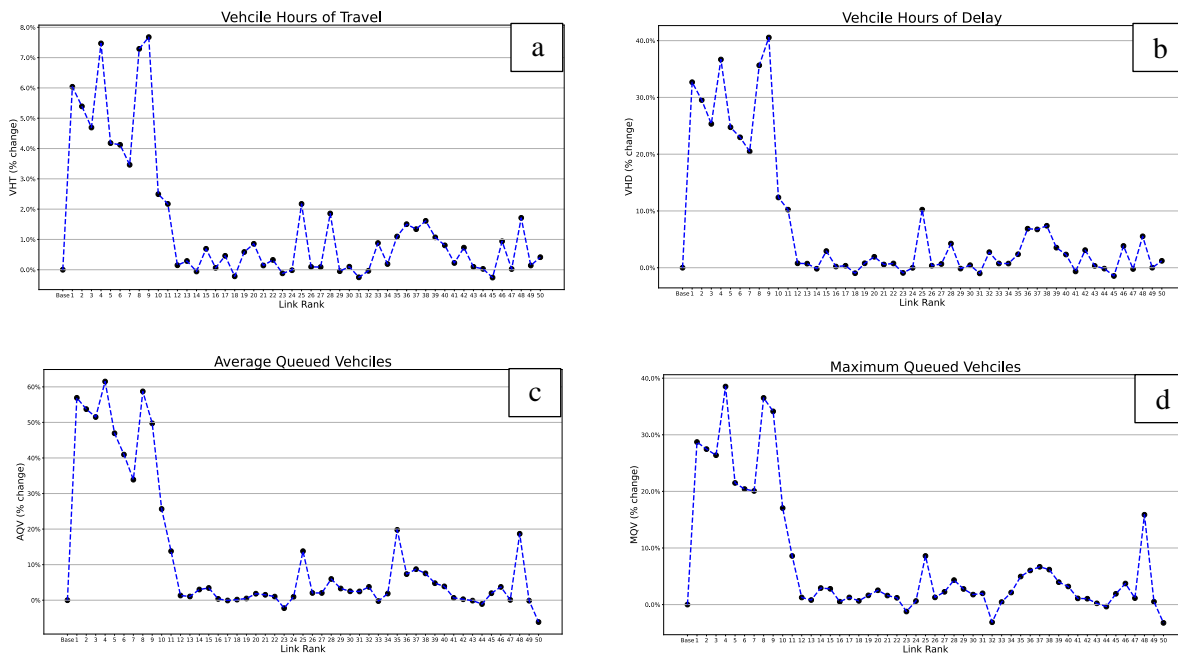 Vehcile Hours of Travel
a
VHT (% change)
8.0%
7.0%
6.0%
5.0%
4.0%
3.0%
2.0%
1.0%
0.0%
Base 1 2 3 4 5 6 7 8 9 10 11 12 13 14 15 16 17 18 19 20 21 22 23 24 25 26 27 28 29 30 31 32 33 34 35 36 37 38 39 40 41 42 43 44 45 46 47 48 49 50
Link Rank
Vehcile Hours of Delay
b
VHD (% change)
40.0%
30.0%
20.0%
10.0%
0.0%
Base 1 2 3 4 5 6 7 8 9 10 11 12 13 14 15 16 17 18 19 20 21 22 23 24 25 26 27 28 29 30 31 32 33 34 35 36 37 38 39 40 41 42 43 44 45 46 47 48 49 50
Link Rank
Average Queued Vehciles
c
AQV (% change)
60%
50%
40%
30%
20%
10%
0%
Base 1 2 3 4 5 6 7 8 9 10 11 12 13 14 15 16 17 18 19 20 21 22 23 24 25 26 27 28 29 30 31 32 33 34 35 36 37 38 39 40 41 42 43 44 45 46 47 48 49 50
Link Rank
Maximum Queued Vehciles
d
MQV (% change)
40.0%
30.0%
20.0%
10.0%
0.0%
Base 1 2 3 4 5 6 7 8 9 10 11 12 13 14 15 16 17 18 19 20 21 22 23 24 25 26 27 28 29 30 31 32 33 34 35 36 37 38 39 40 41 42 43 44 45 46 47 48 49 50
Link Rank